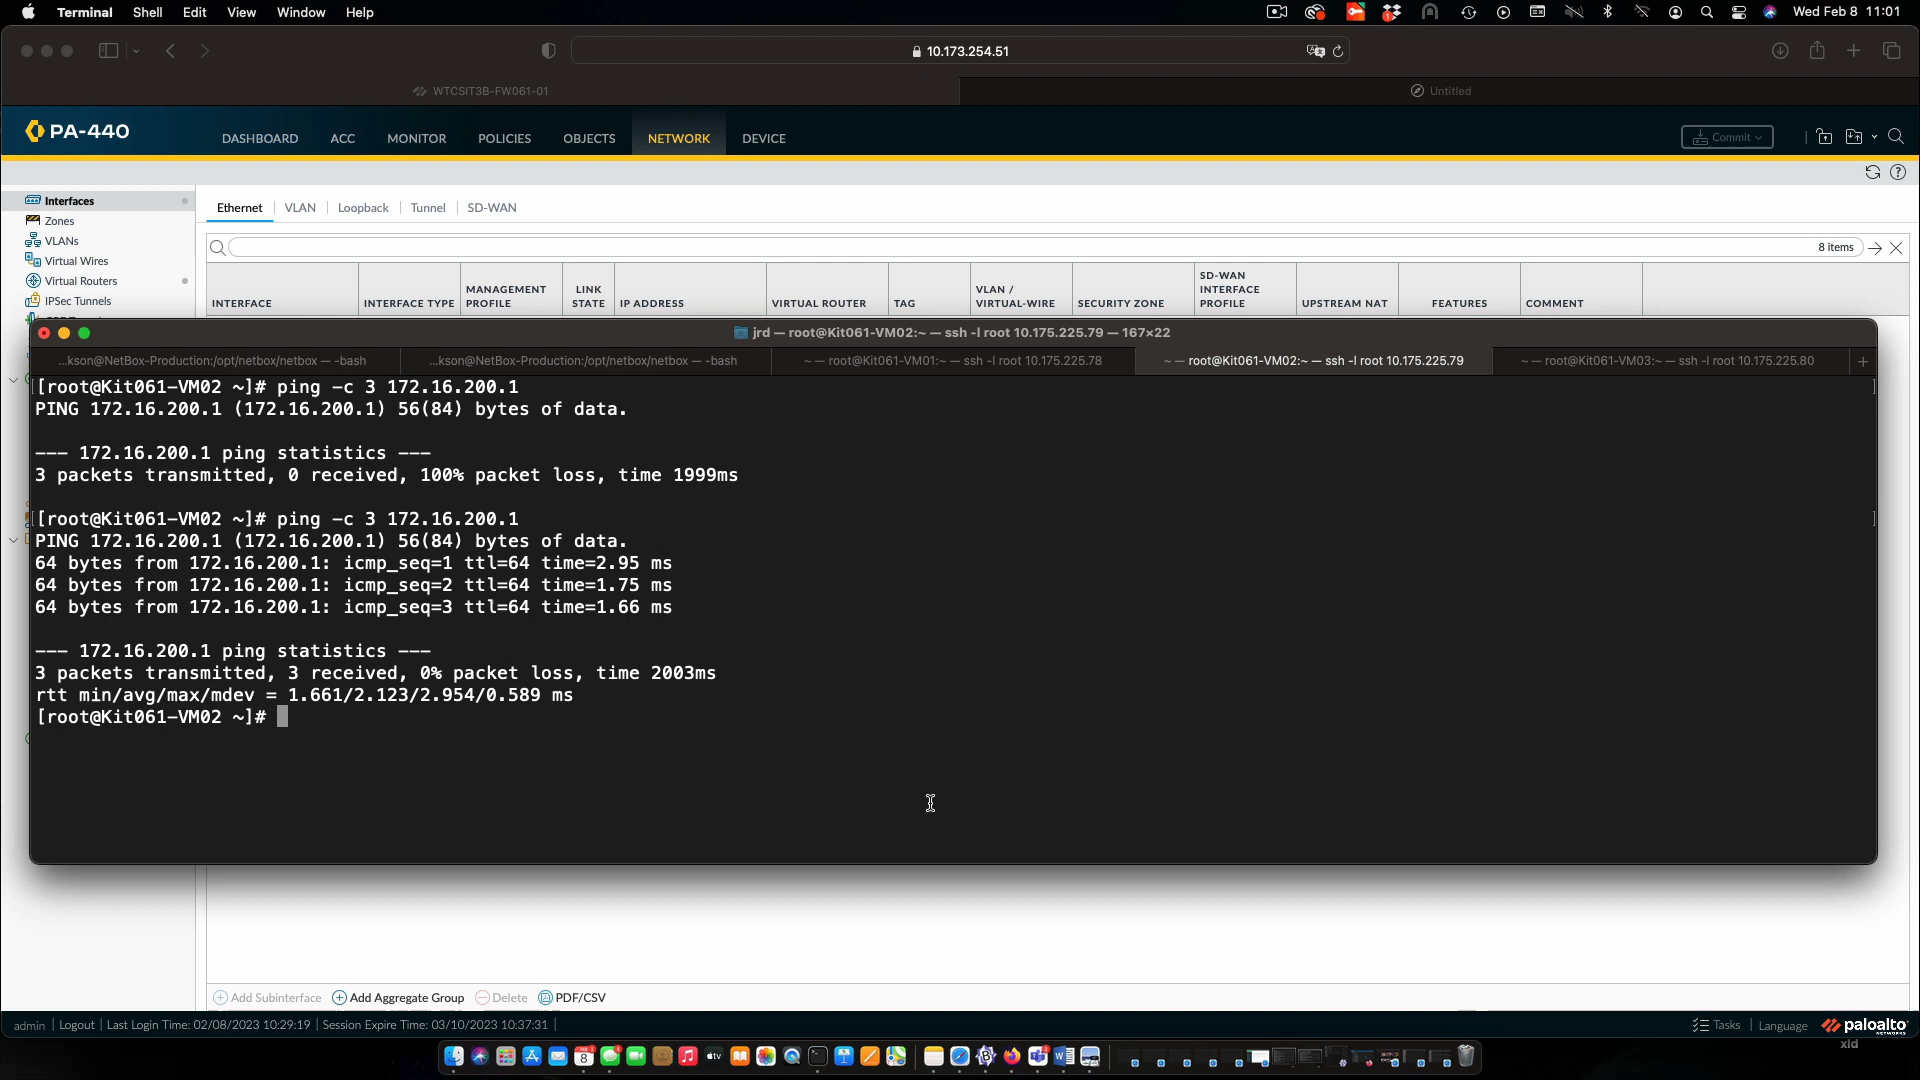 Terminal Shell Edit View Window Help
Wed Feb 8 11:01
10.173.254.51
WTCSIT3B-FW061-01
Untitled
PA-440
DASHBOARD ACC MONITOR POLICIES OBJECTS NETWORK DEVICE
Commit
Interfaces
Zones
VLANs
Virtual Wires
Virtual Routers
IPSec Tunnels
Ethernet VLAN Loopback Tunnel SD-WAN
8 items
INTERFACE
INTERFACE TYPE
MANAGEMENT PROFILE
LINK STATE
IP ADDRESS
VIRTUAL ROUTER
TAG
VLAN / VIRTUAL-WIRE
SECURITY ZONE
SD-WAN INTERFACE PROFILE
UPSTREAM NAT
FEATURES
COMMENT
jrd — root@Kit061-VM02:~ — ssh -l root 10.175.225.79 — 167×22
...kson@NetBox-Production:/opt/netbox/netbox — -bash
...kson@NetBox-Production:/opt/netbox/netbox — -bash
~ — root@Kit061-VM01:~ — ssh -l root 10.175.225.78
~ — root@Kit061-VM02:~ — ssh -l root 10.175.225.79
~ — root@Kit061-VM03:~ — ssh -l root 10.175.225.80
[root@Kit061-VM02 ~]# ping -c 3 172.16.200.1
PING 172.16.200.1 (172.16.200.1) 56(84) bytes of data.
--- 172.16.200.1 ping statistics ---
3 packets transmitted, 0 received, 100% packet loss, time 1999ms
[root@Kit061-VM02 ~]# ping -c 3 172.16.200.1
PING 172.16.200.1 (172.16.200.1) 56(84) bytes of data.
64 bytes from 172.16.200.1: icmp_seq=1 ttl=64 time=2.95 ms
64 bytes from 172.16.200.1: icmp_seq=2 ttl=64 time=1.75 ms
64 bytes from 172.16.200.1: icmp_seq=3 ttl=64 time=1.66 ms
--- 172.16.200.1 ping statistics ---
3 packets transmitted, 3 received, 0% packet loss, time 2003ms
rtt min/avg/max/mdev = 1.661/2.123/2.954/0.589 ms
[root@Kit061-VM02 ~]#
Add Subinterface Add Aggregate Group Delete PDF/CSV
admin | Logout | Last Login Time: 02/08/2023 10:29:19 | Session Expire Time: 03/10/2023 10:37:31 |
Tasks | Language
paloalto
NETWORKS
xld